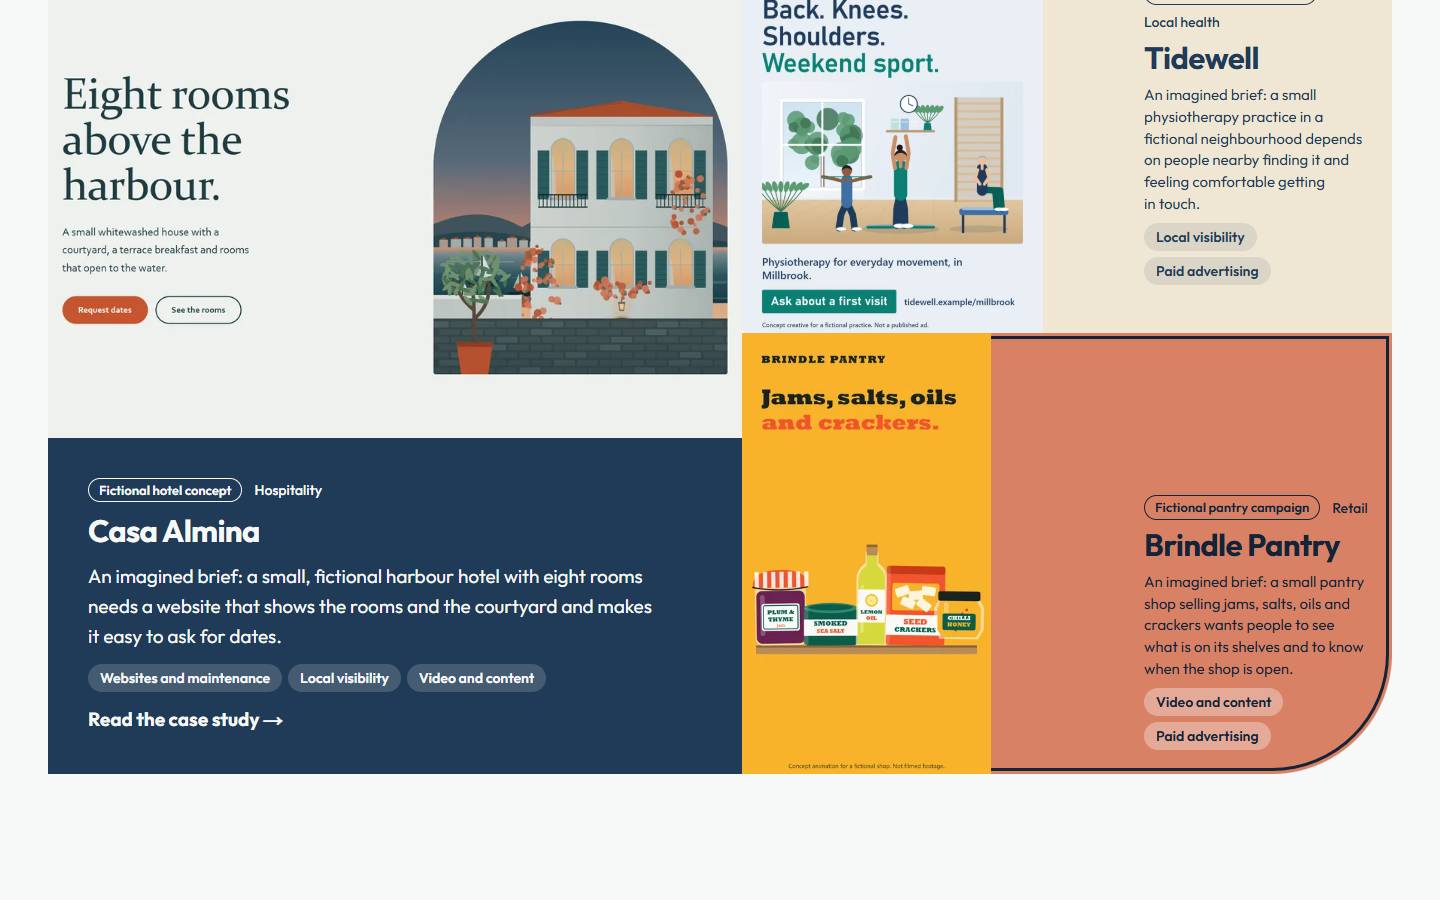 Eight rooms
above the
harbour.
A small whitewashed house with a
courtyard, a terrace breakfast and rooms
that open to the water.
Request dates
See the rooms
Back. Knees.
Shoulders.
Weekend sport.
Physiotherapy for everyday movement, in
Millbrook.
Ask about a first visit
tidewell.example/millbrook
Concept creative for a fictional practice. Not a published ad.
Local health
Tidewell
An imagined brief: a small
physiotherapy practice in a
fictional neighbourhood depends
on people nearby finding it and
feeling comfortable getting
in touch.
Local visibility
Paid advertising
Fictional hotel concept
Hospitality
Casa Almina
An imagined brief: a small, fictional harbour hotel with eight rooms
needs a website that shows the rooms and the courtyard and makes
it easy to ask for dates.
Websites and maintenance
Local visibility
Video and content
Read the case study →
BRINDLE PANTRY
Jams, salts, oils
and crackers.
PLUM &
THYME
JAM
SMOKED
SEA SALT
LEMON
OIL
SEED
CRACKERS
CHILLI
HONEY
Concept animation for a fictional shop. Not filmed footage.
Fictional pantry campaign
Retail
Brindle Pantry
An imagined brief: a small pantry
shop selling jams, salts, oils and
crackers wants people to see
what is on its shelves and to know
when the shop is open.
Video and content
Paid advertising